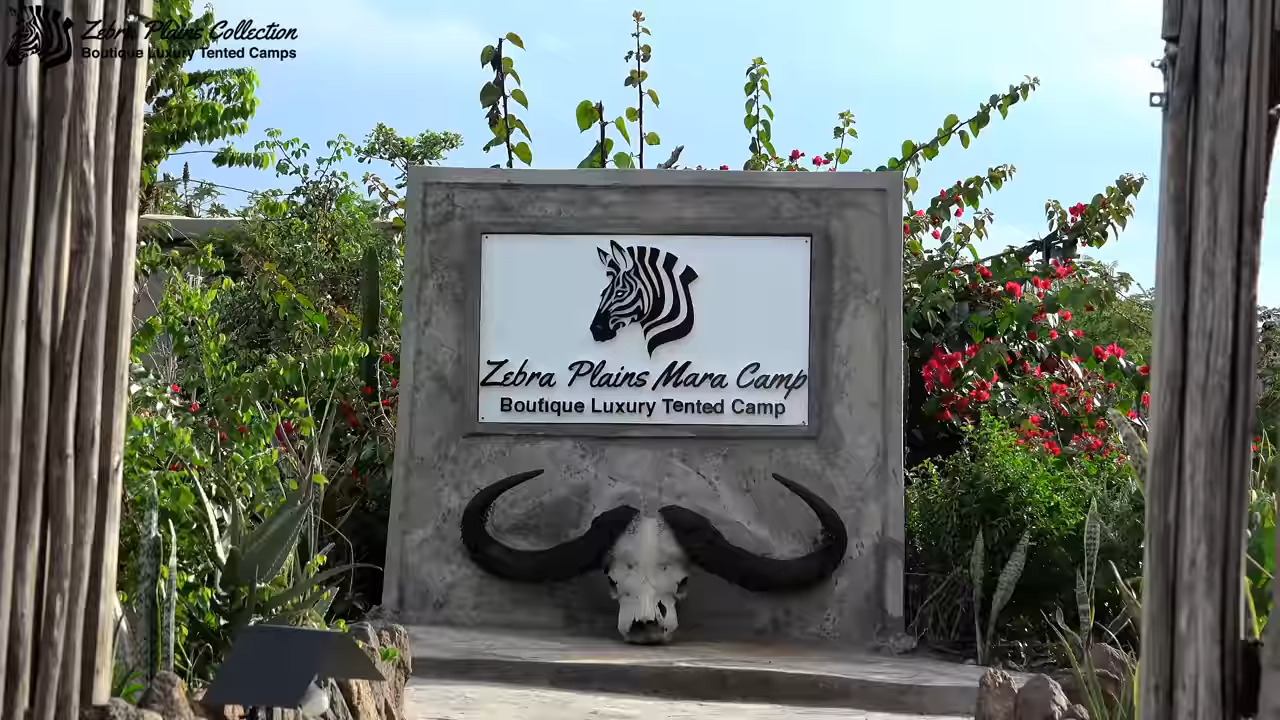 Zebra Plains Collection
Boutique Luxury Tented Camps
Zebra Plains Mara Camp
Boutique Luxury Tented Camp